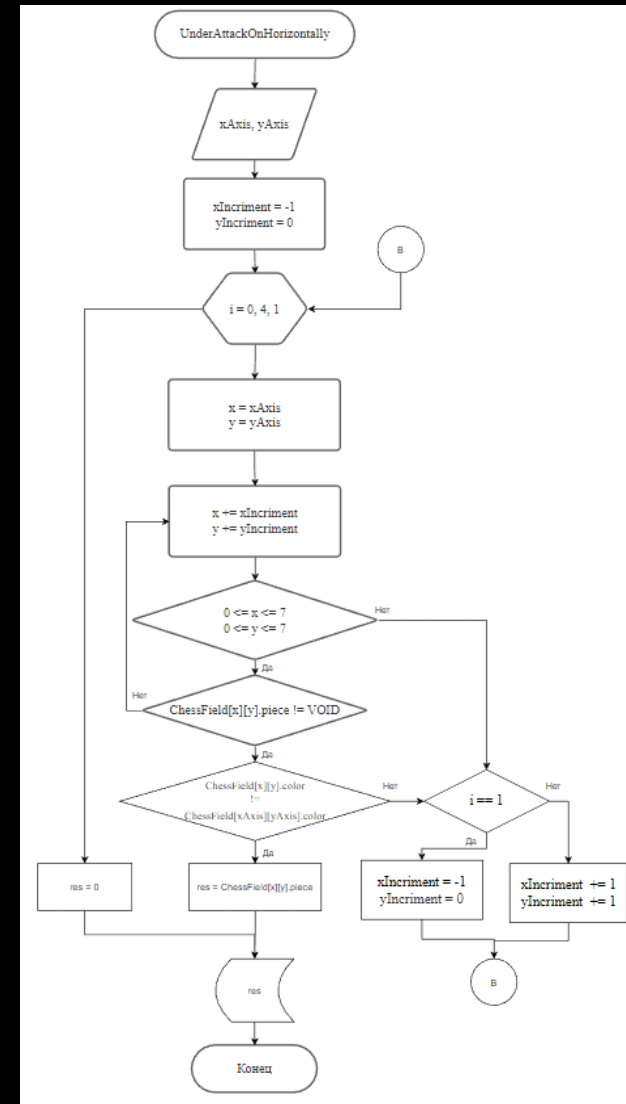 UnderAttackOnHorizontally
xAxis, yAxis
xIncriment = -1
yIncriment = 0
B
i = 0, 4, 1
x = xAxis
y = yAxis
x += xIncriment
y += yIncriment
0 <= x <= 7
0 <= y <= 7
Нет
Да
Нет
ChessField[x][y].piece != VOID
Да
ChessField[x][y].color
!=
ChessField[xAxis][yAxis].color
Нет
i == 1
Нет
Да
Да
res = 0
res = ChessField[x][y].piece
xIncriment = -1
yIncriment = 0
xIncriment += 1
yIncriment += 1
res
B
Конец